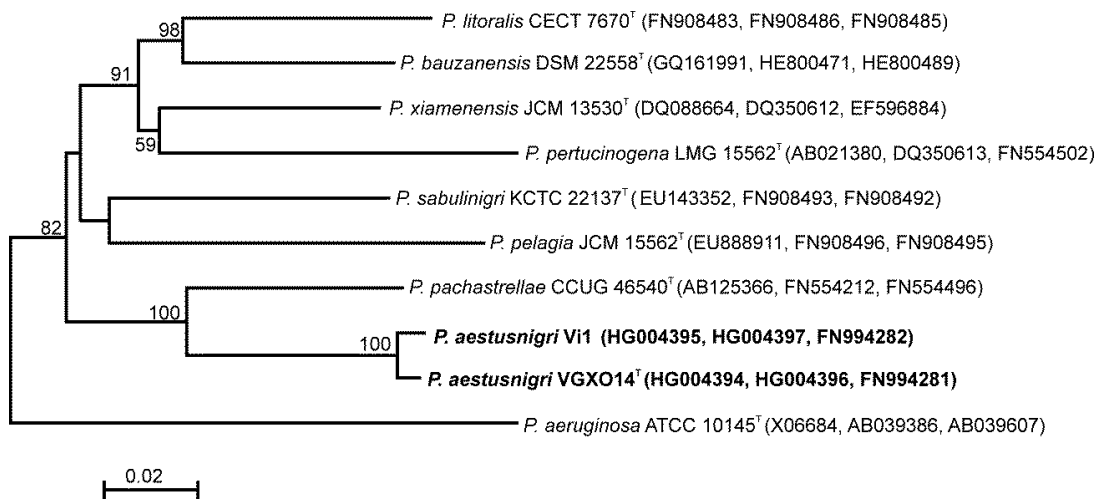 P. litoralis CECT 7670ᵀ (FN908483, FN908486, FN908485)
98
P. bauzanensis DSM 22558ᵀ (GQ161991, HE800471, HE800489)
91
P. xiamenensis JCM 13530ᵀ (DQ088664, DQ350612, EF596884)
59
P. pertucinogena LMG 15562ᵀ (AB021380, DQ350613, FN554502)
P. sabulinigri KCTC 22137ᵀ (EU143352, FN908493, FN908492)
82
P. pelagia JCM 15562ᵀ (EU888911, FN908496, FN908495)
P. pachastrellae CCUG 46540ᵀ (AB125366, FN554212, FN554496)
100
P. aestusnigri Vi1 (HG004395, HG004397, FN994282)
100
P. aestusnigri VGXO14ᵀ (HG004394, HG004396, FN994281)
P. aeruginosa ATCC 10145ᵀ (X06684, AB039386, AB039607)
0.02